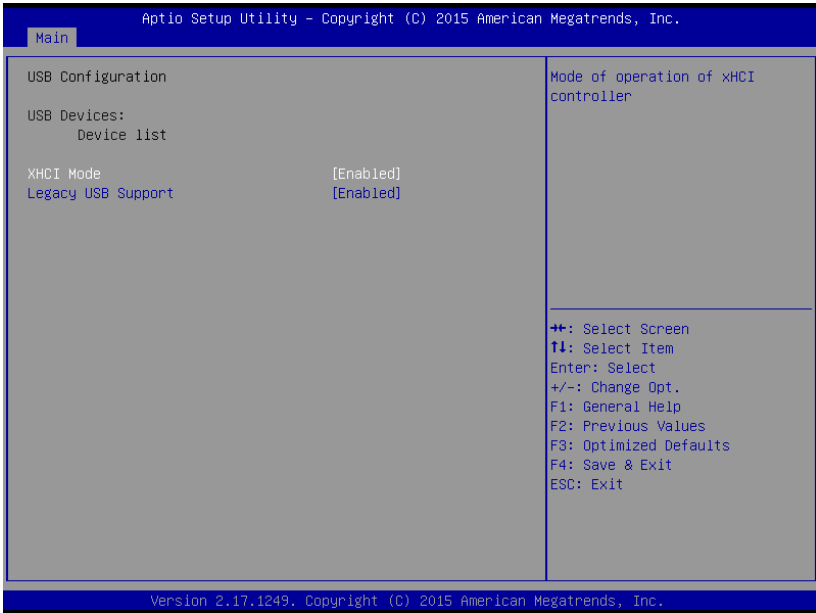 Aptio Setup Utility – Copyright (C) 2015 American Megatrends, Inc.
Main
USB Configuration
USB Devices:
Device list
XHCI Mode [Enabled]
Legacy USB Support [Enabled]
Mode of operation of xHCI
controller
→←: Select Screen
↑↓: Select Item
Enter: Select
+/-: Change Opt.
F1: General Help
F2: Previous Values
F3: Optimized Defaults
F4: Save & Exit
ESC: Exit
Version 2.17.1249. Copyright (C) 2015 American Megatrends, Inc.